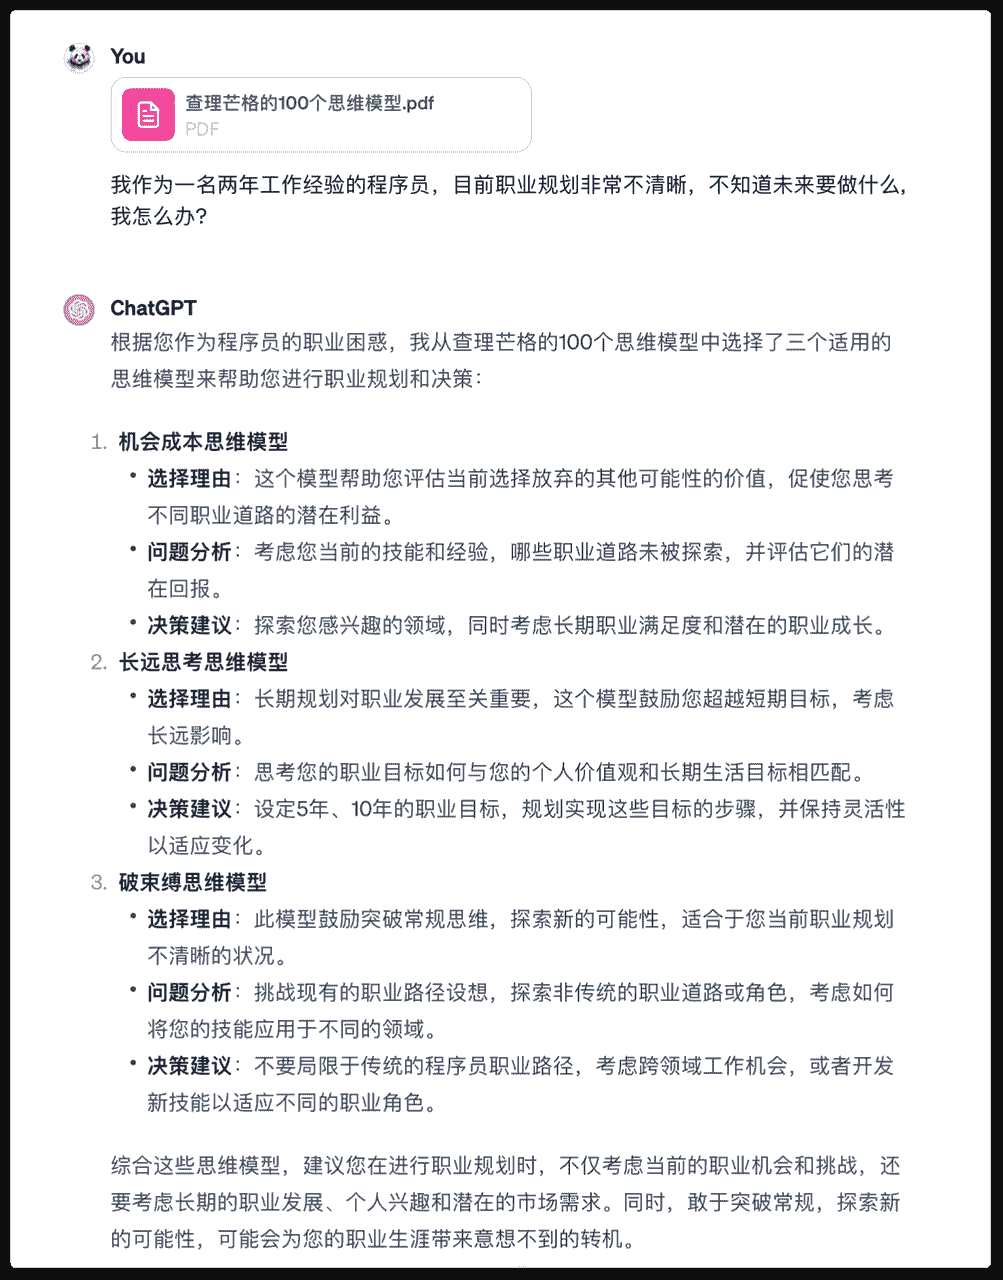 You
查理芒格的100个思维模型.pdf
PDF
我作为一名两年工作经验的程序员，目前职业规划非常不清晰，不知道未来要做什么，
我怎么办?
ChatGPT
根据您作为程序员的职业困惑，我从查理芒格的100个思维模型中选择了三个适用的
思维模型来帮助您进行职业规划和决策：
1. 机会成本思维模型
• 选择理由：这个模型帮助您评估当前选择放弃的其他可能性的价值，促使您思考
不同职业道路的潜在利益。
• 问题分析：考虑您当前的技能和经验，哪些职业道路未被探索，并评估它们的潜
在回报。
• 决策建议：探索您感兴趣的领域，同时考虑长期职业满足度和潜在的职业成长。
2. 长远思考思维模型
• 选择理由：长期规划对职业发展至关重要，这个模型鼓励您超越短期目标，考虑
长远影响。
• 问题分析：思考您的职业目标如何与您的个人价值观和长期生活目标相匹配。
• 决策建议：设定5年、10年的职业目标，规划实现这些目标的步骤，并保持灵活性
以适应变化。
3. 破束缚思维模型
• 选择理由：此模型鼓励突破常规思维，探索新的可能性，适合于您当前职业规划
不清晰的状况。
• 问题分析：挑战现有的职业路径设想，探索非传统的职业道路或角色，考虑如何
将您的技能应用于不同的领域。
• 决策建议：不要局限于传统的程序员职业路径，考虑跨领域工作机会，或者开发
新技能以适应不同的职业角色。
综合这些思维模型，建议您在进行职业规划时，不仅考虑当前的职业机会和挑战，还
要考虑长期的职业发展、个人兴趣和潜在的市场需求。同时，敢于突破常规，探索新
的可能性，可能会为您的职业生涯带来意想不到的转机。